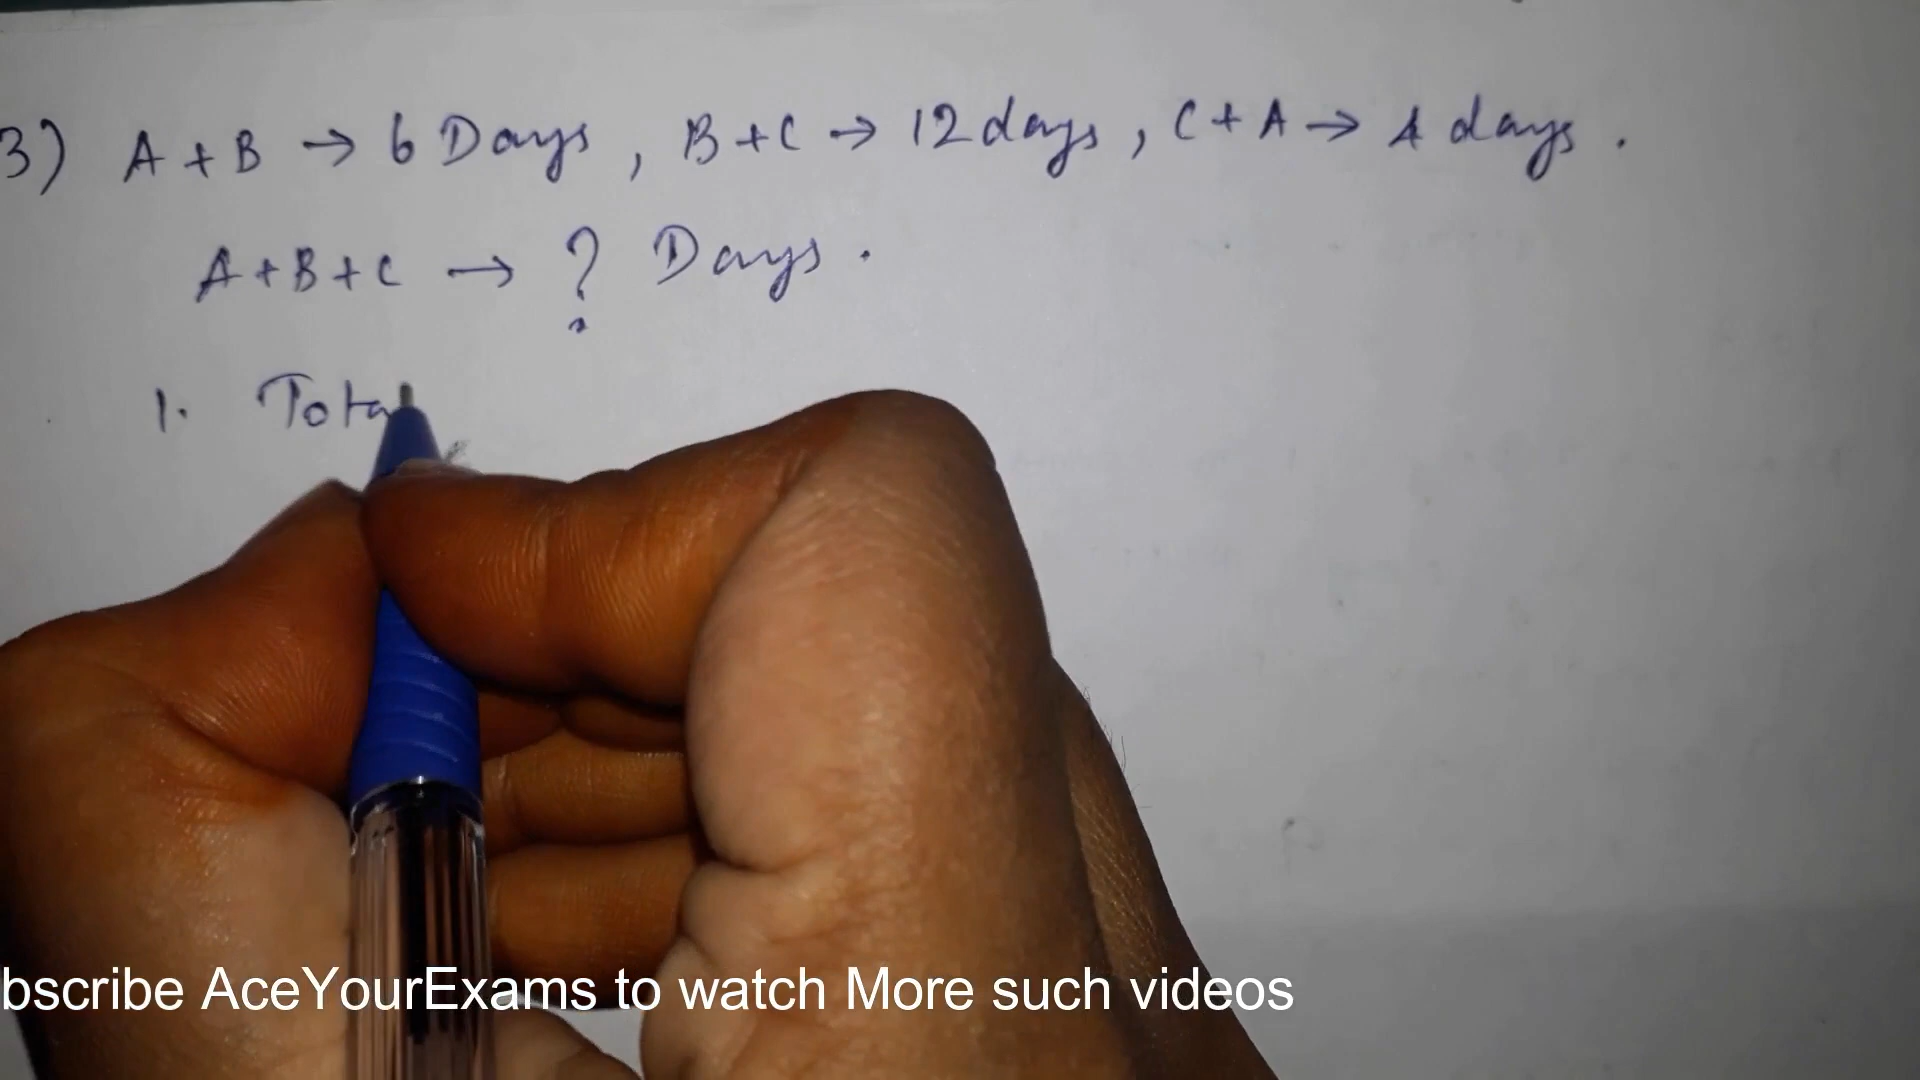 3) A + B → 6 Days, B + C → 12 days, C + A → 4 days.
A + B + C → ? Days.
1. Tota
bscribe AceYourExams to watch More such videos